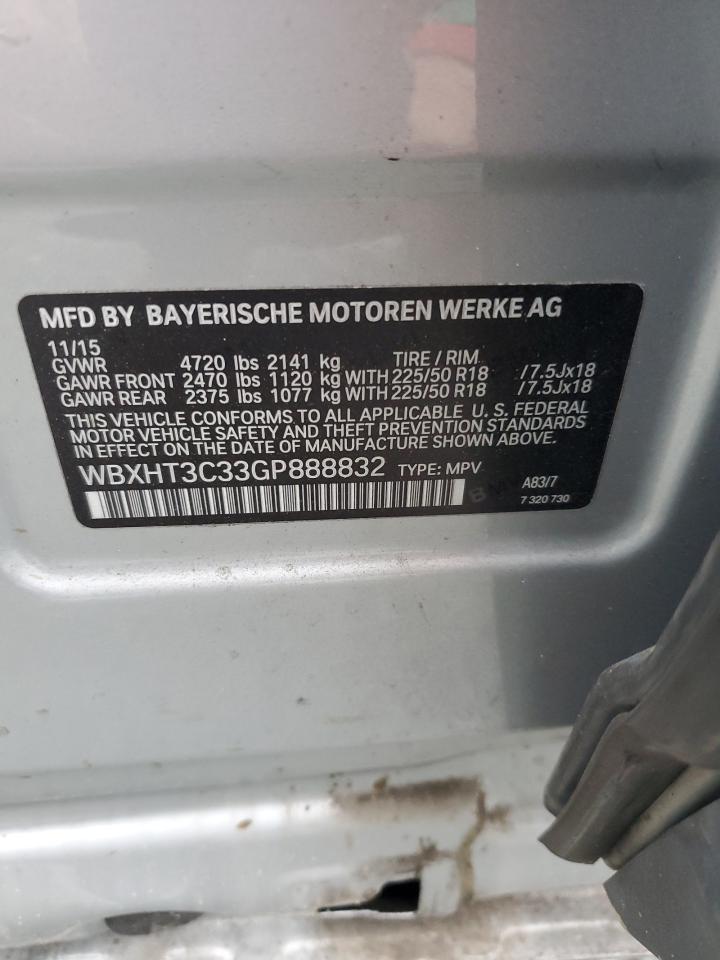 MFD BY BAYERISCHE MOTOREN WERKE AG
11/15
GVWR 4720 lbs 2141 kg TIRE / RIM
GAWR FRONT 2470 lbs 1120 kg WITH 225/50 R18 /7.5Jx18
GAWR REAR 2375 lbs 1077 kg WITH 225/50 R18 /7.5Jx18
THIS VEHICLE CONFORMS TO ALL APPLICABLE U. S. FEDERAL
MOTOR VEHICLE SAFETY AND THEFT PREVENTION STANDARDS
IN EFFECT ON THE DATE OF MANUFACTURE SHOWN ABOVE.
WBXHT3C33GP888832 TYPE: MPV A83/7
7 320 730